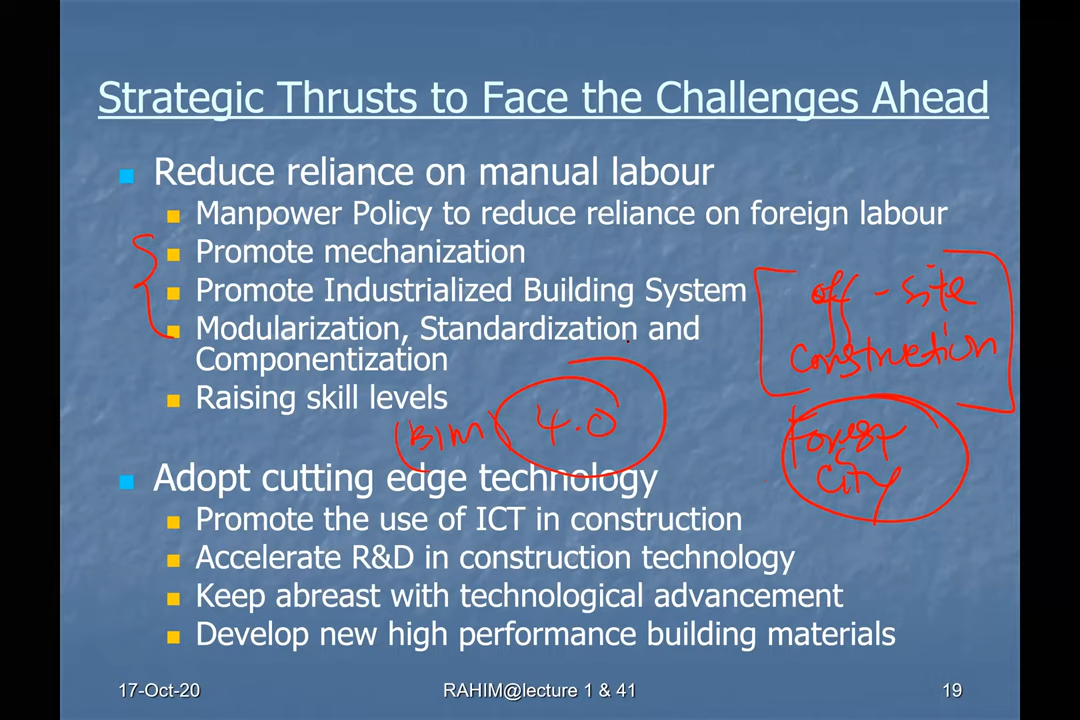 Strategic Thrusts to Face the Challenges Ahead
Reduce reliance on manual labour
Manpower Policy to reduce reliance on foreign labour
Promote mechanization
Promote Industrialized Building System
Modularization, Standardization and
Componentization
Raising skill levels
off - site
construction
(BIM) 4.0
Forest
City
Adopt cutting edge technology
Promote the use of ICT in construction
Accelerate R&D in construction technology
Keep abreast with technological advancement
Develop new high performance building materials
17-Oct-20
RAHIM@lecture 1 & 41
19